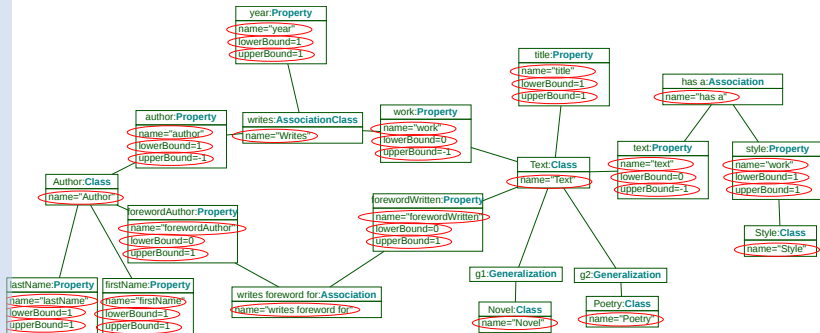 year:Property
name="year"
lowerBound=1
upperBound=1
title:Property
name="title"
lowerBound=1
upperBound=1
has a:Association
name="has a"
author:Property
name="author"
lowerBound=1
upperBound=-1
writes:AssociationClass
name="Writes"
work:Property
name="work"
lowerBound=0
upperBound=-1
text:Property
name="text"
lowerBound=0
upperBound=-1
style:Property
name="work"
lowerBound=1
upperBound=1
Text:Class
name="Text"
Author:Class
name="Author
forewordAuthor:Property
name="forewordAuthor"
lowerBound=0
upperBound=1
forewordWritten:Property
name="forewordWritten
lowerBound=0
upperBound=1
Style:Class
name="Style"
lastName:Property
name="lastName"
lowerBound=1
upperBound=1
firstName:Property
name="firstName"
lowerBound=1
upperBound=1
writes foreword for:Association
name="writes foreword for
g1:Generalization
g2:Generalization
Novel:Class
name="Novel"
Poetry:Class
name="Poetry"